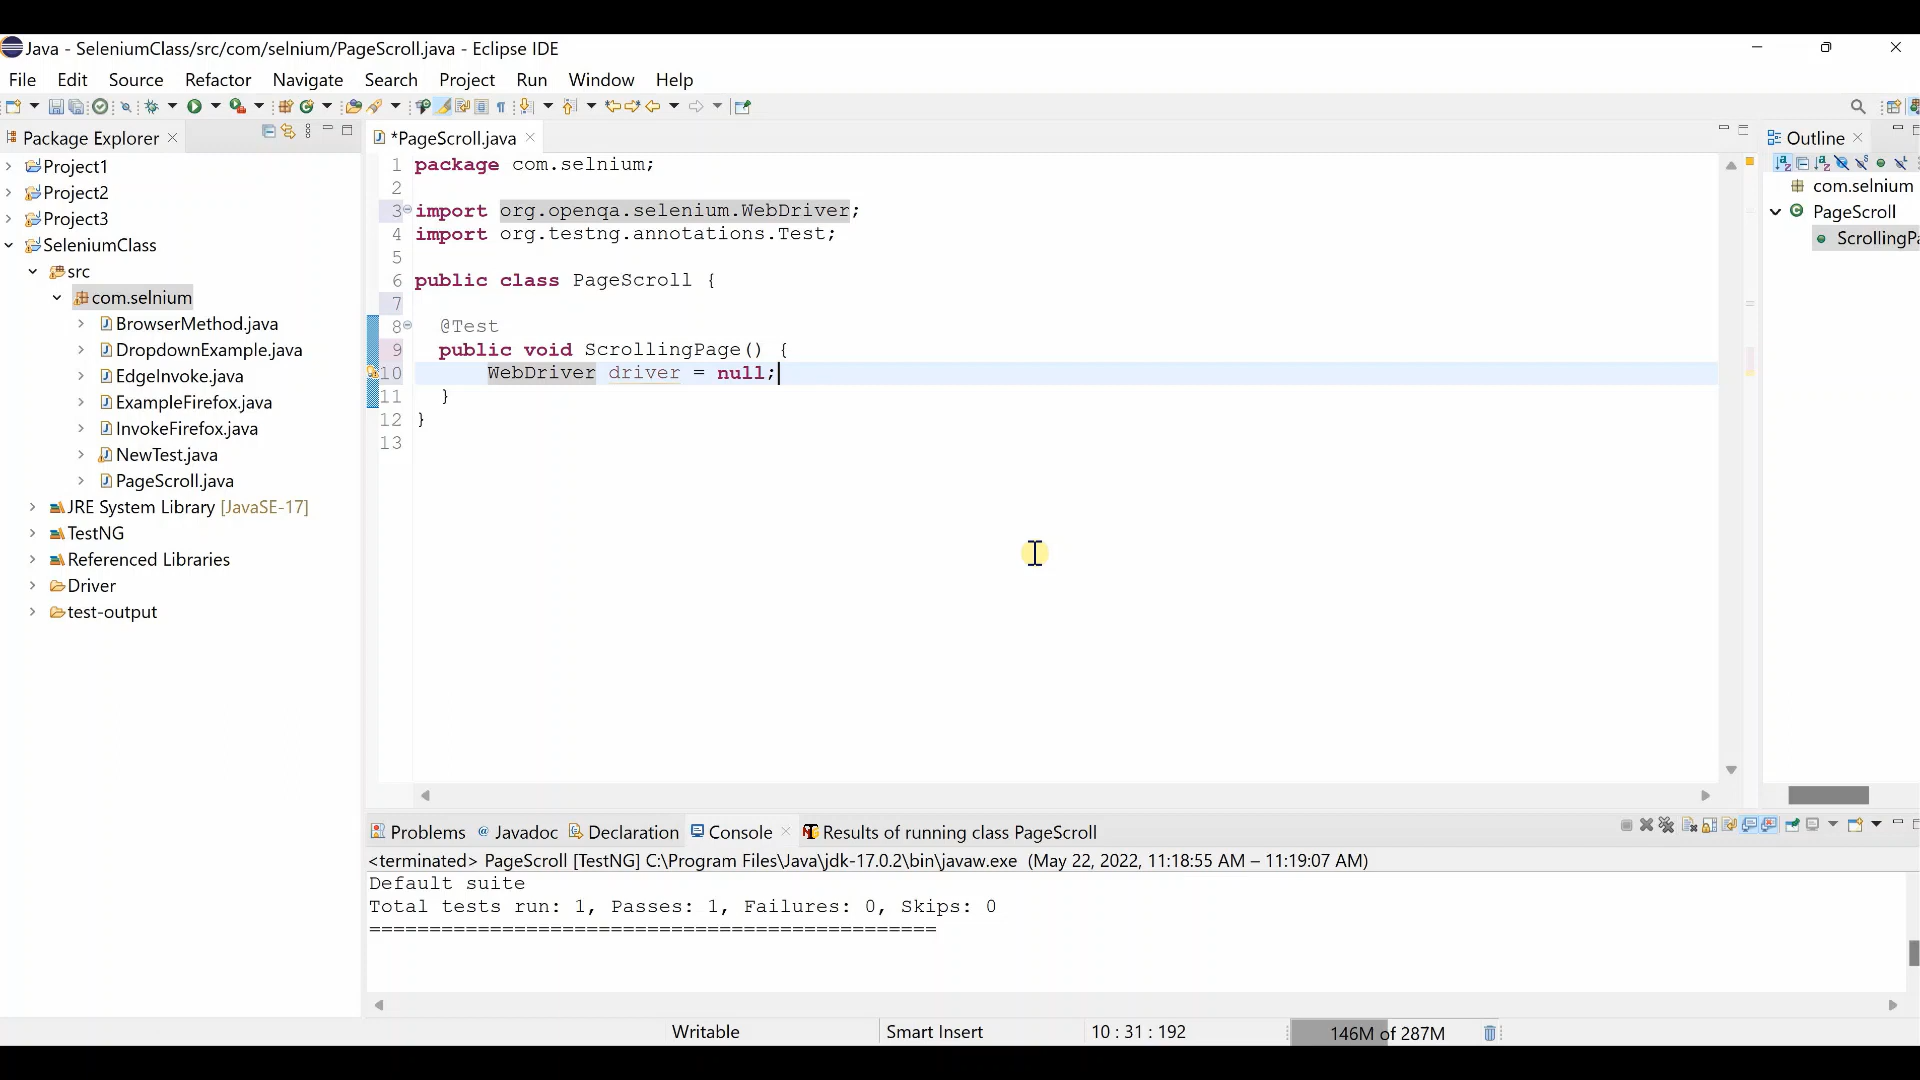 Java - SeleniumClass/src/com/selnium/PageScroll.java - Eclipse IDE
File Edit Source Refactor Navigate Search Project Run Window Help
Package Explorer
Project1
Project2
Project3
SeleniumClass
src
com.selnium
BrowserMethod.java
DropdownExample.java
EdgeInvoke.java
ExampleFirefox.java
InvokeFirefox.java
NewTest.java
PageScroll.java
JRE System Library [JavaSE-17]
TestNG
Referenced Libraries
Driver
test-output
*PageScroll.java
1 package com.selnium;
2
3 import org.openqa.selenium.WebDriver;
4 import org.testng.annotations.Test;
5
6 public class PageScroll {
7
8 @Test
9 public void ScrollingPage() {
10 WebDriver driver = null;
11 }
12 }
13
Outline
com.selnium
PageScroll
ScrollingPa
Problems Javadoc Declaration Console Results of running class PageScroll
<terminated> PageScroll [TestNG] C:\Program Files\Java\jdk-17.0.2\bin\javaw.exe (May 22, 2022, 11:18:55 AM – 11:19:07 AM)
Default suite
Total tests run: 1, Passes: 1, Failures: 0, Skips: 0
===============================================
Writable Smart Insert 10 : 31 : 192 146M of 287M